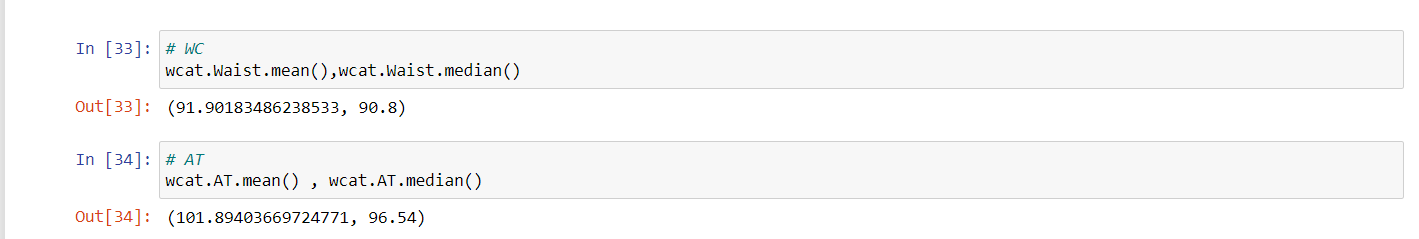 In [33]: # WC
wcat.Waist.mean(),wcat.Waist.median()
Out[33]: (91.90183486238533, 90.8)
In [34]: # AT
wcat.AT.mean() , wcat.AT.median()
Out[34]: (101.89403669724771, 96.54)